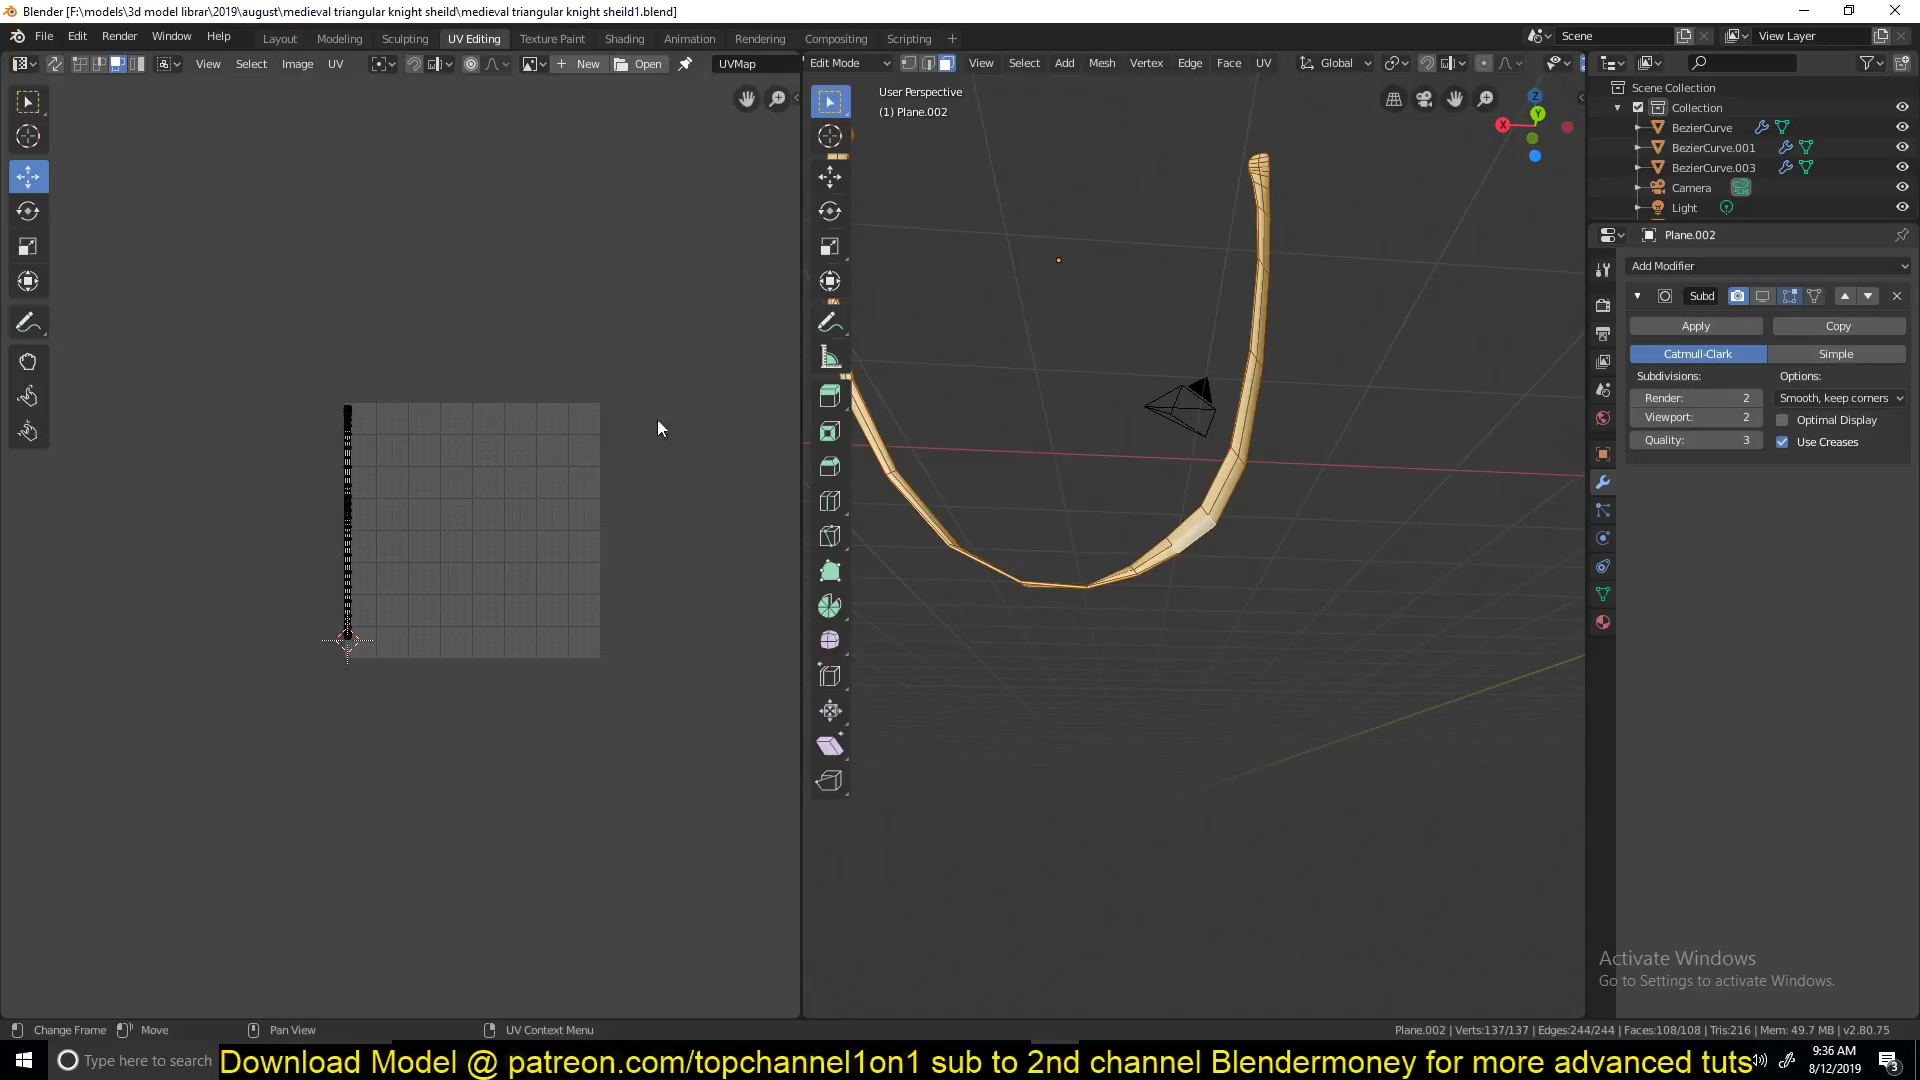 Blender [F:\models\3d model librar\2019\august\medieval triangular knight sheild\medieval triangular knight sheild1.blend]
File Edit Render Window Help Layout Modeling Sculpting UV Editing Texture Paint Shading Animation Rendering Compositing Scripting Scene View Layer
View Select Image UV New Open UVMap Edit Mode View Select Add Mesh Vertex Edge Face UV Global
User Perspective
(1) Plane.002
Z
Y
X
Scene Collection
Collection
BezierCurve
BezierCurve.001
BezierCurve.003
Camera
Light
Plane.002
Add Modifier
Subd
Apply Copy
Catmull-Clark Simple
Subdivisions: Options:
Render: 2 Smooth, keep corners
Viewport: 2 Optimal Display
Quality: 3 Use Creases
Activate Windows
Go to Settings to activate Windows.
Change Frame Move Pan View UV Context Menu Plane.002 | Verts:137/137 | Edges:244/244 | Faces:108/108 | Tris:216 | Mem: 49.7 MB | v2.80.75
Type here to search
Download Model @ patreon.com/topchannel1on1 sub to 2nd channel Blendermoney for more advanced tuts
9:36 AM
8/12/2019
3